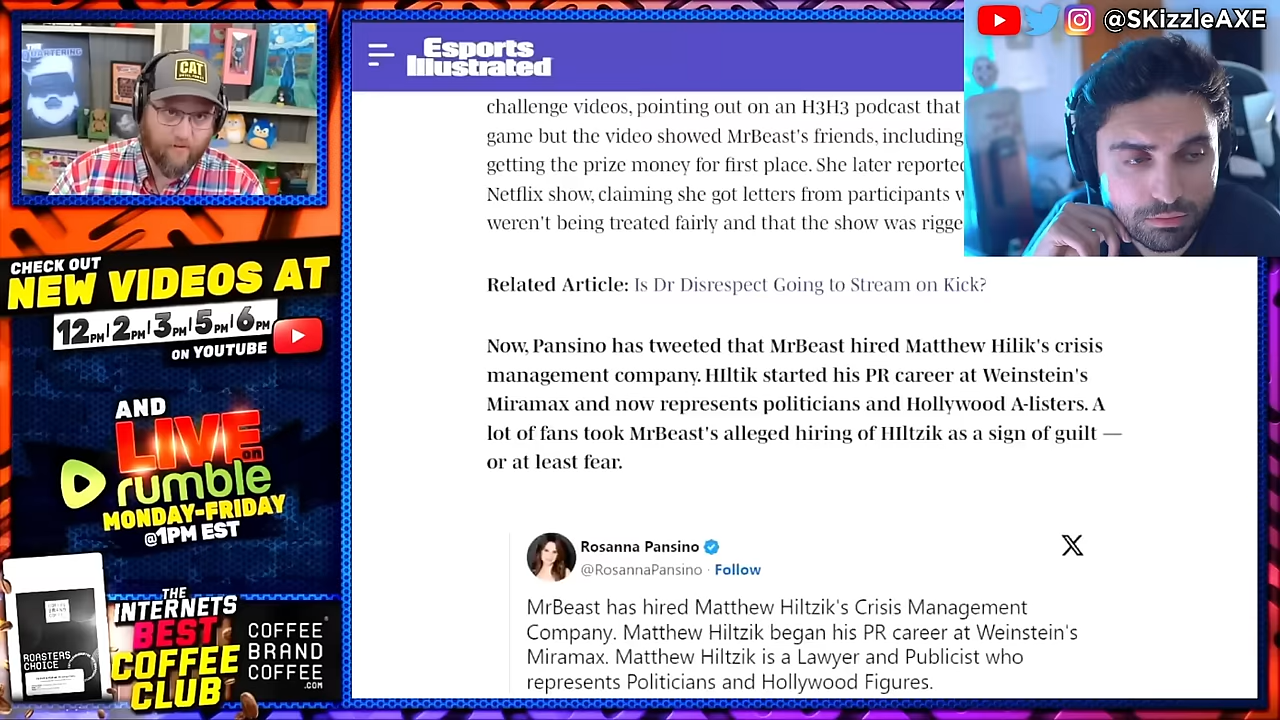 @SKizzleAXE
CAT
Esports
Illustrated
challenge videos, pointing out on an H3H3 podcast that
game but the video showed MrBeast's friends, including
getting the prize money for first place. She later reported
Netflix show, claiming she got letters from participants w
weren't being treated fairly and that the show was rigge
Related Article: Is Dr Disrespect Going to Stream on Kick?
Now, Pansino has tweeted that MrBeast hired Matthew Hilik's crisis
management company. HIltik started his PR career at Weinstein's
Miramax and now represents politicians and Hollywood A-listers. A
lot of fans took MrBeast's alleged hiring of HIltzik as a sign of guilt —
or at least fear.
Rosanna Pansino
@RosannaPansino · Follow
MrBeast has hired Matthew Hiltzik's Crisis Management
Company. Matthew Hiltzik began his PR career at Weinstein's
Miramax. Matthew Hiltzik is a Lawyer and Publicist who
represents Politicians and Hollywood Figures.
CHECK OUT
NEW VIDEOS AT
12PM|2PM|3PM|5PM|6PM
ON YOUTUBE
AND
LIVE
on
rumble
MONDAY-FRIDAY
@1PM EST
THE
INTERNETS
BEST
COFFEE
CLUB
COFFEE
BRAND
COFFEE
.COM
ROASTERS
CHOICE